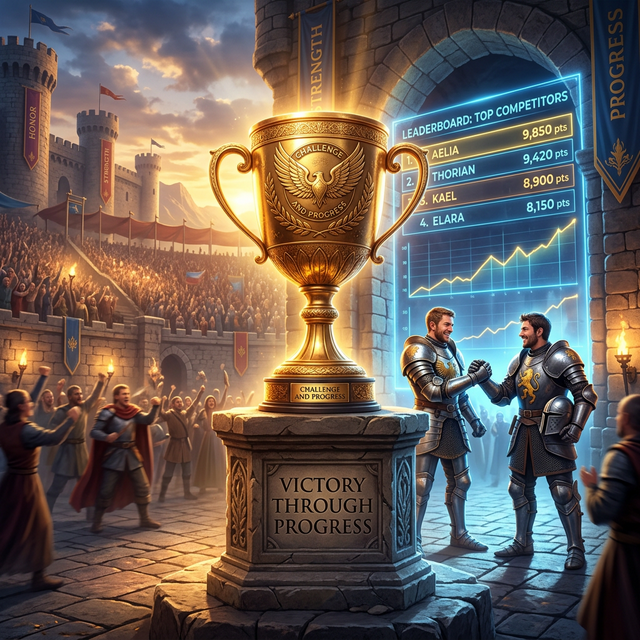 HONOR
STRENGTH
STRENGTH
PROGRESS
LEADERBOARD: TOP COMPETITORS
1. AELIA 9,850 pts
2. THORIAN 9,420 pts
KAEL 8,900 pts
4. ELARA 8,150 pts
CHALLENGE
AND PROGRESS
CHALLENGE
AND PROGRESS
VICTORY
THROUGH
PROGRESS